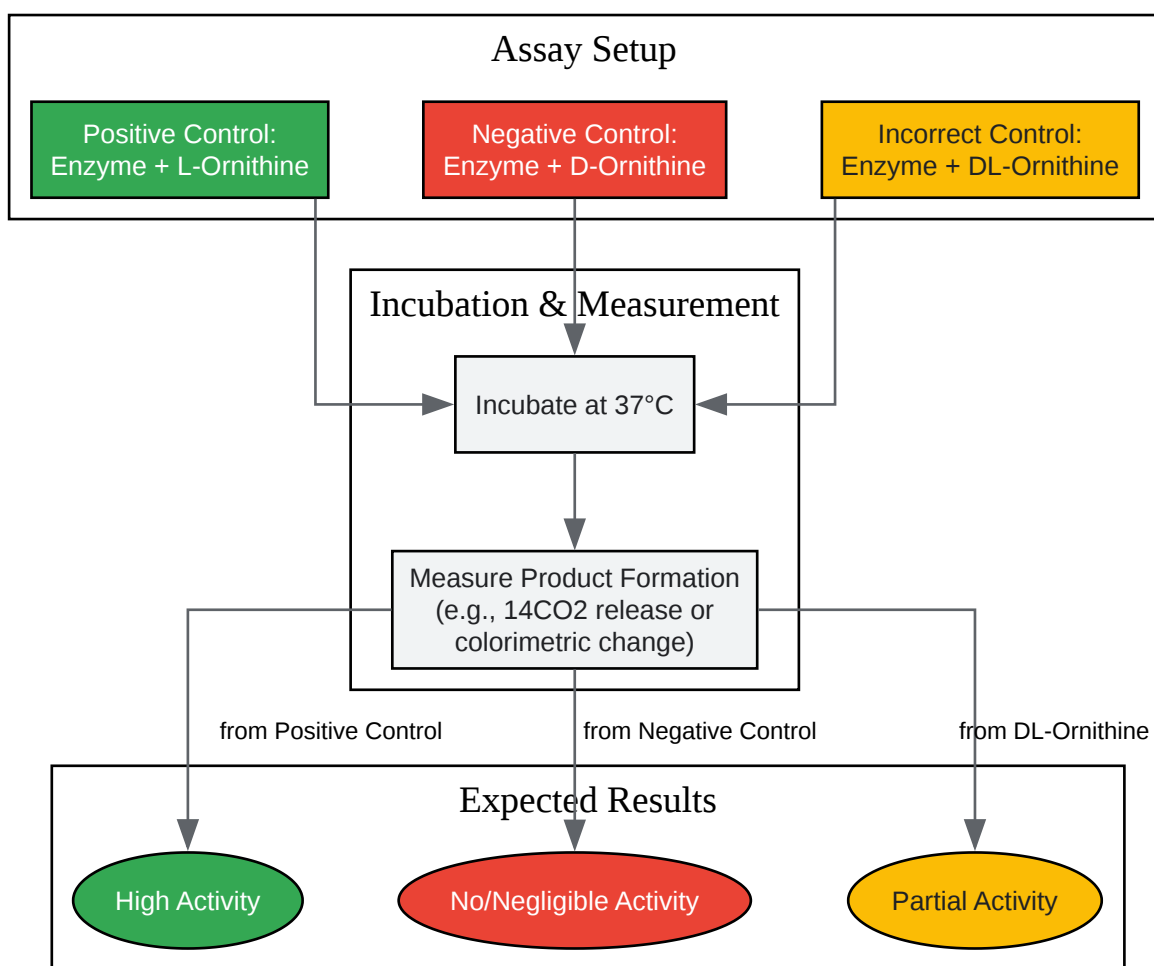 Assay Setup
Positive Control:
Enzyme + L-Ornithine
Negative Control:
Enzyme + D-Ornithine
Incorrect Control:
Enzyme + DL-Ornithine
Incubation & Measurement
Incubate at 37°C
Measure Product Formation
(e.g., 14CO2 release or
colorimetric change)
from Positive Control
from Negative Control
from DL-Ornithine
Expected Results
High Activity
No/Negligible Activity
Partial Activity